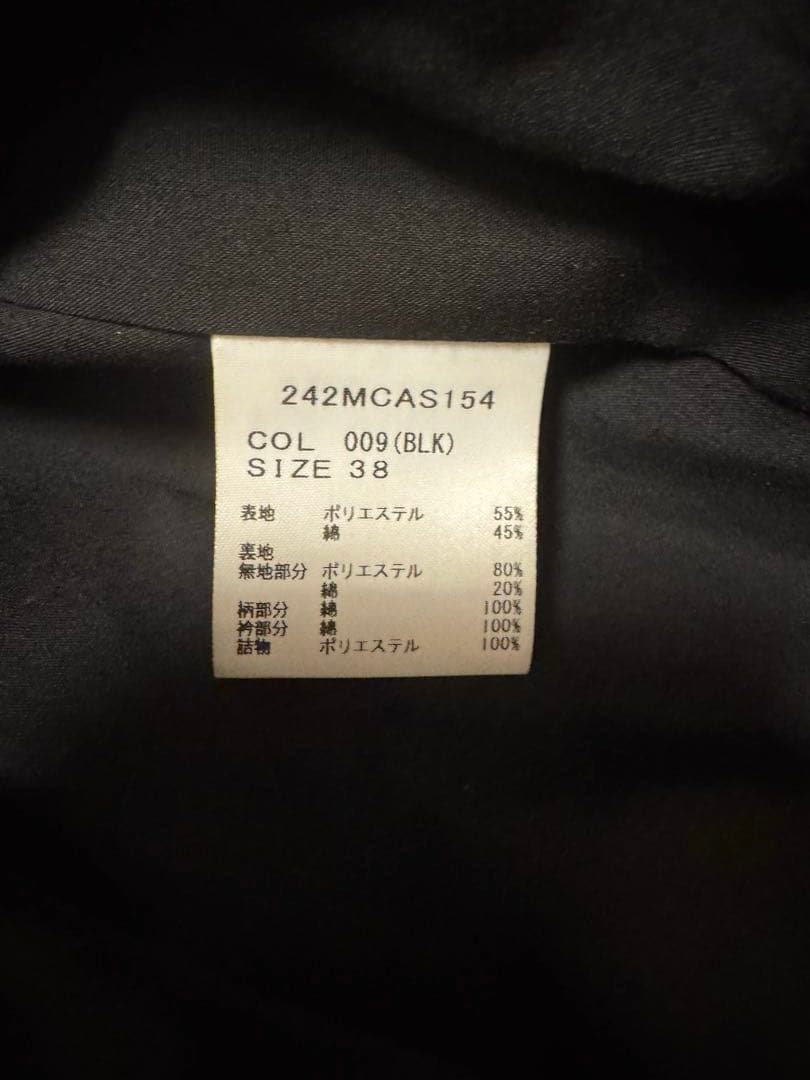 242MCAS154
COL 009(BLK)
SIZE 38
表地 ポリエステル 55%
綿 45%
裏地
無地部分 ポリエステル 80%
綿 20%
柄部分 綿 100%
衿部分 綿 100%
詰物 ポリエステル 100%